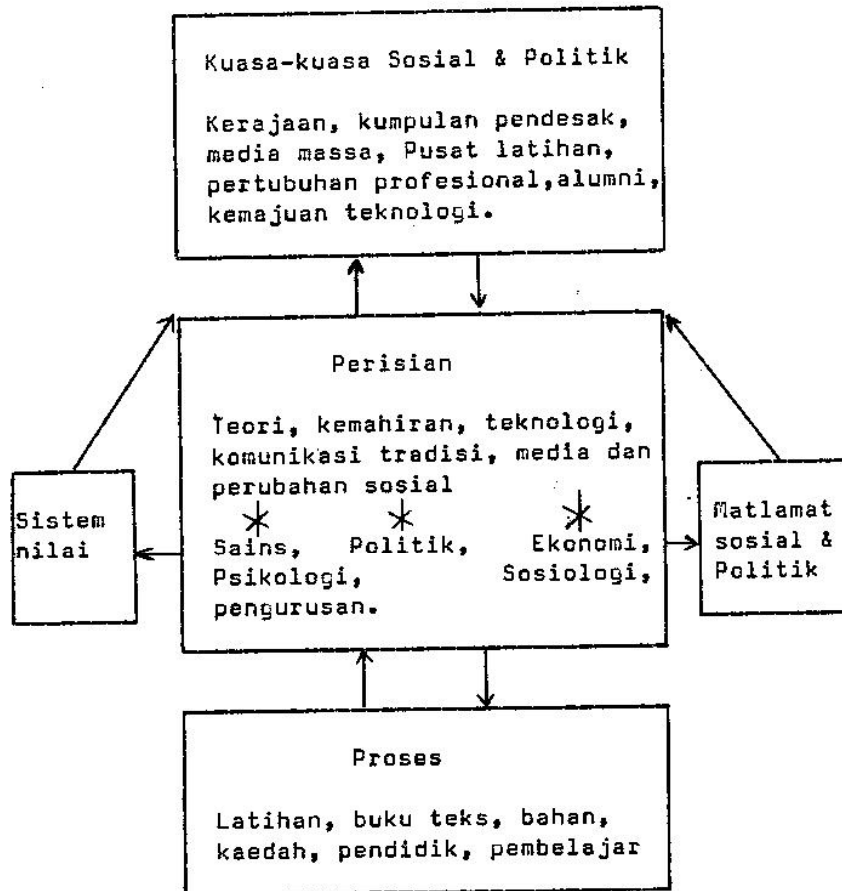 Kuasa-kuasa Sosial & Politik
Kerajaan, kumpulan pendesak,
media massa, Pusat latihan,
pertubuhan profesional,alumni,
kemajuan teknologi.
Perisian
Teori, kemahiran, teknologi,
komunikasi tradisi, media dan
perubahan sosial
Sains, Politik, Ekonomi,
Psikologi, Sosiologi,
pengurusan.
Sistem
nilai
Matlamat
sosial &
Politik
Proses
Latihan, buku teks, bahan,
kaedah, pendidik, pembelajar